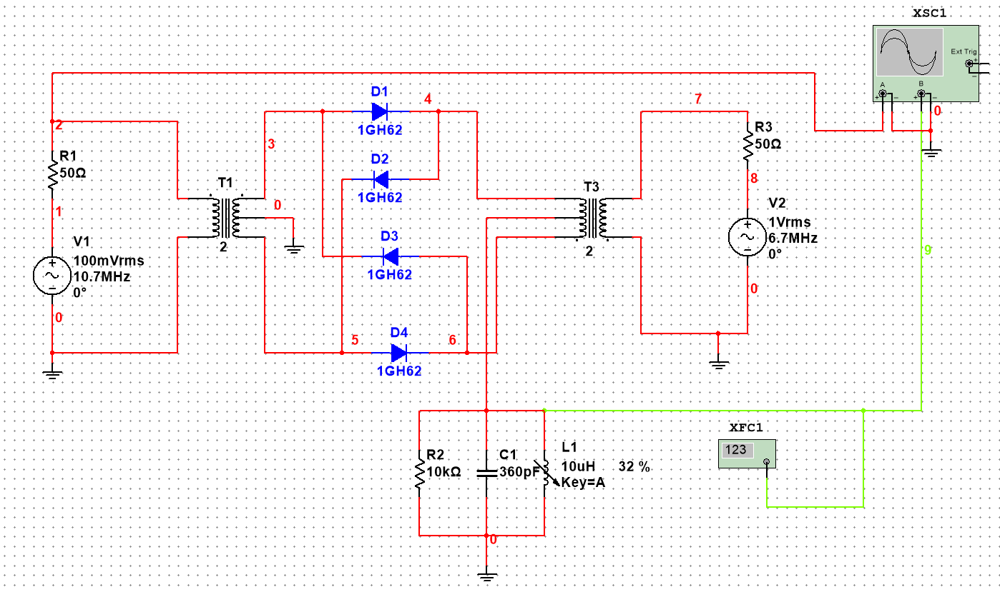 XSC1
Ext Trig
+
−
A
B
+
−
+
−
0
2
R1
50Ω
1
V1
100mVrms
10.7MHz
0°
+
−
0
T1
2
3
0
D1
1GH62
4
D2
1GH62
D3
1GH62
D4
1GH62
5
6
T3
2
7
R3
50Ω
8
V2
1Vrms
6.7MHz
0°
+
−
0
9
R2
10kΩ
C1
360pF
L1
10uH
32 %
Key=A
0
XFC1
123